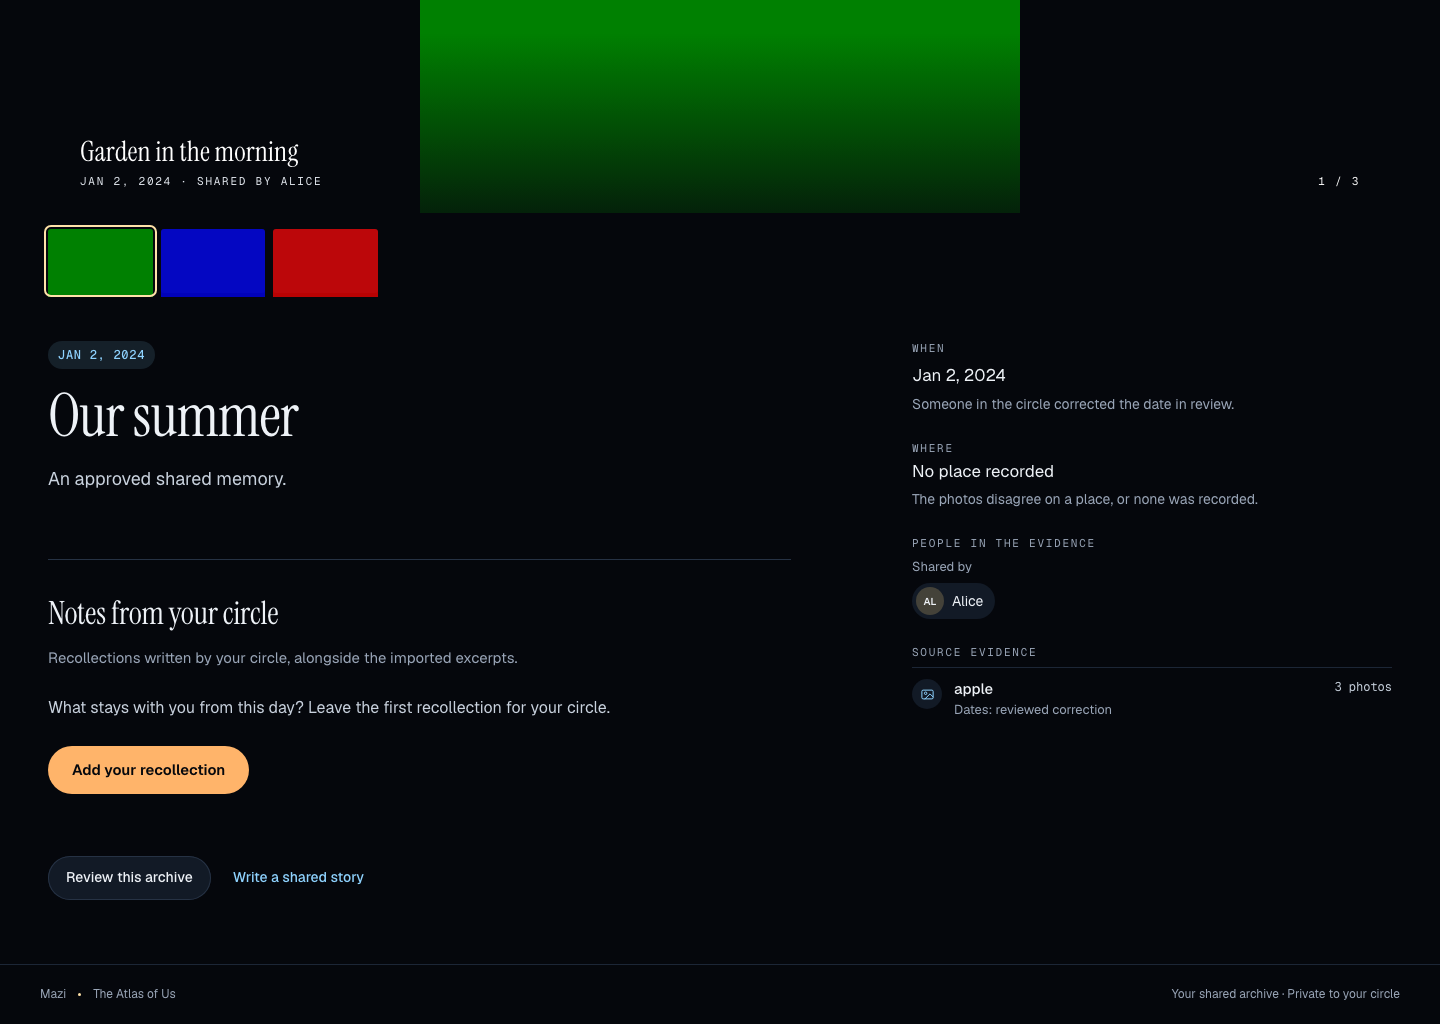 Garden in the morning
JAN 2, 2024 · SHARED BY ALICE
1 / 3
JAN 2, 2024
Our summer
An approved shared memory.
Notes from your circle
Recollections written by your circle, alongside the imported excerpts.
What stays with you from this day? Leave the first recollection for your circle.
Add your recollection
Review this archive
Write a shared story
WHEN
Jan 2, 2024
Someone in the circle corrected the date in review.
WHERE
No place recorded
The photos disagree on a place, or none was recorded.
PEOPLE IN THE EVIDENCE
Shared by
AL Alice
SOURCE EVIDENCE
apple
3 photos
Dates: reviewed correction
Mazi • The Atlas of Us
Your shared archive · Private to your circle